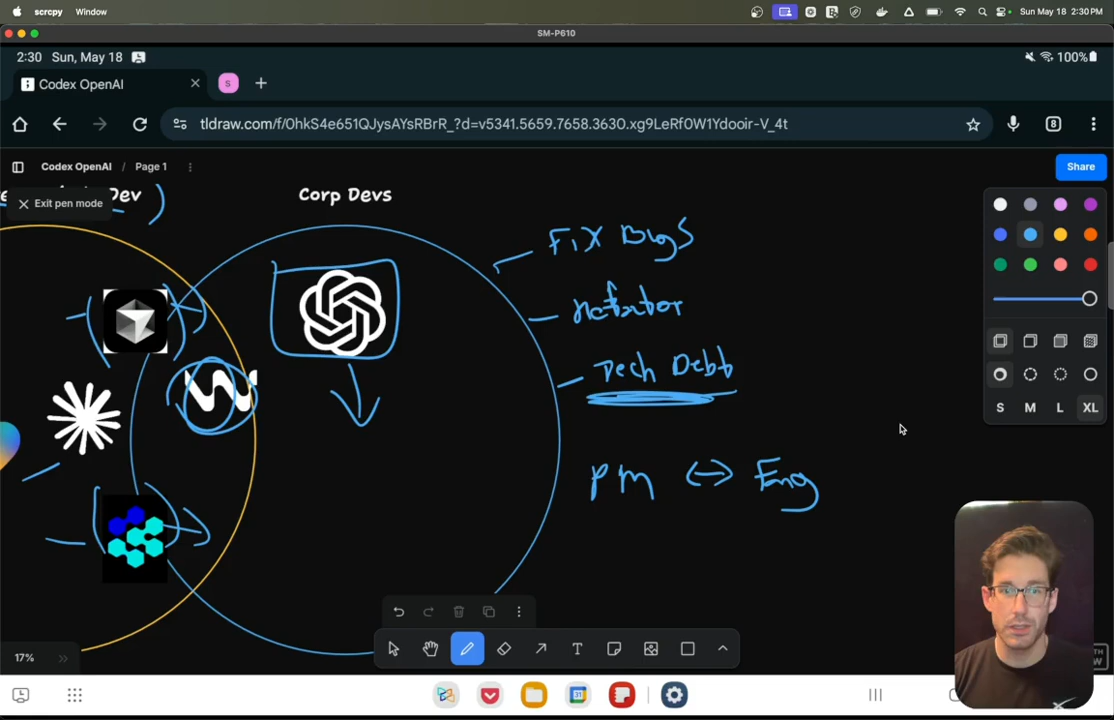 scrcpy Window Sun May 18 2:30 PM
SM-P610
2:30 Sun, May 18 100%
Codex OpenAI S
tldraw.com/f/0hkS4e651QJysAYsRBrR_?d=v5341.5659.7658.3630.xg9LeRf0W1Ydooir-V_4t 8
Codex OpenAI / Page 1 Share
Dev Corp Devs
Exit pen mode
Fix Bugs
Refactor
Tech Debt
S M L XL
PM <-> Eng
17%
31